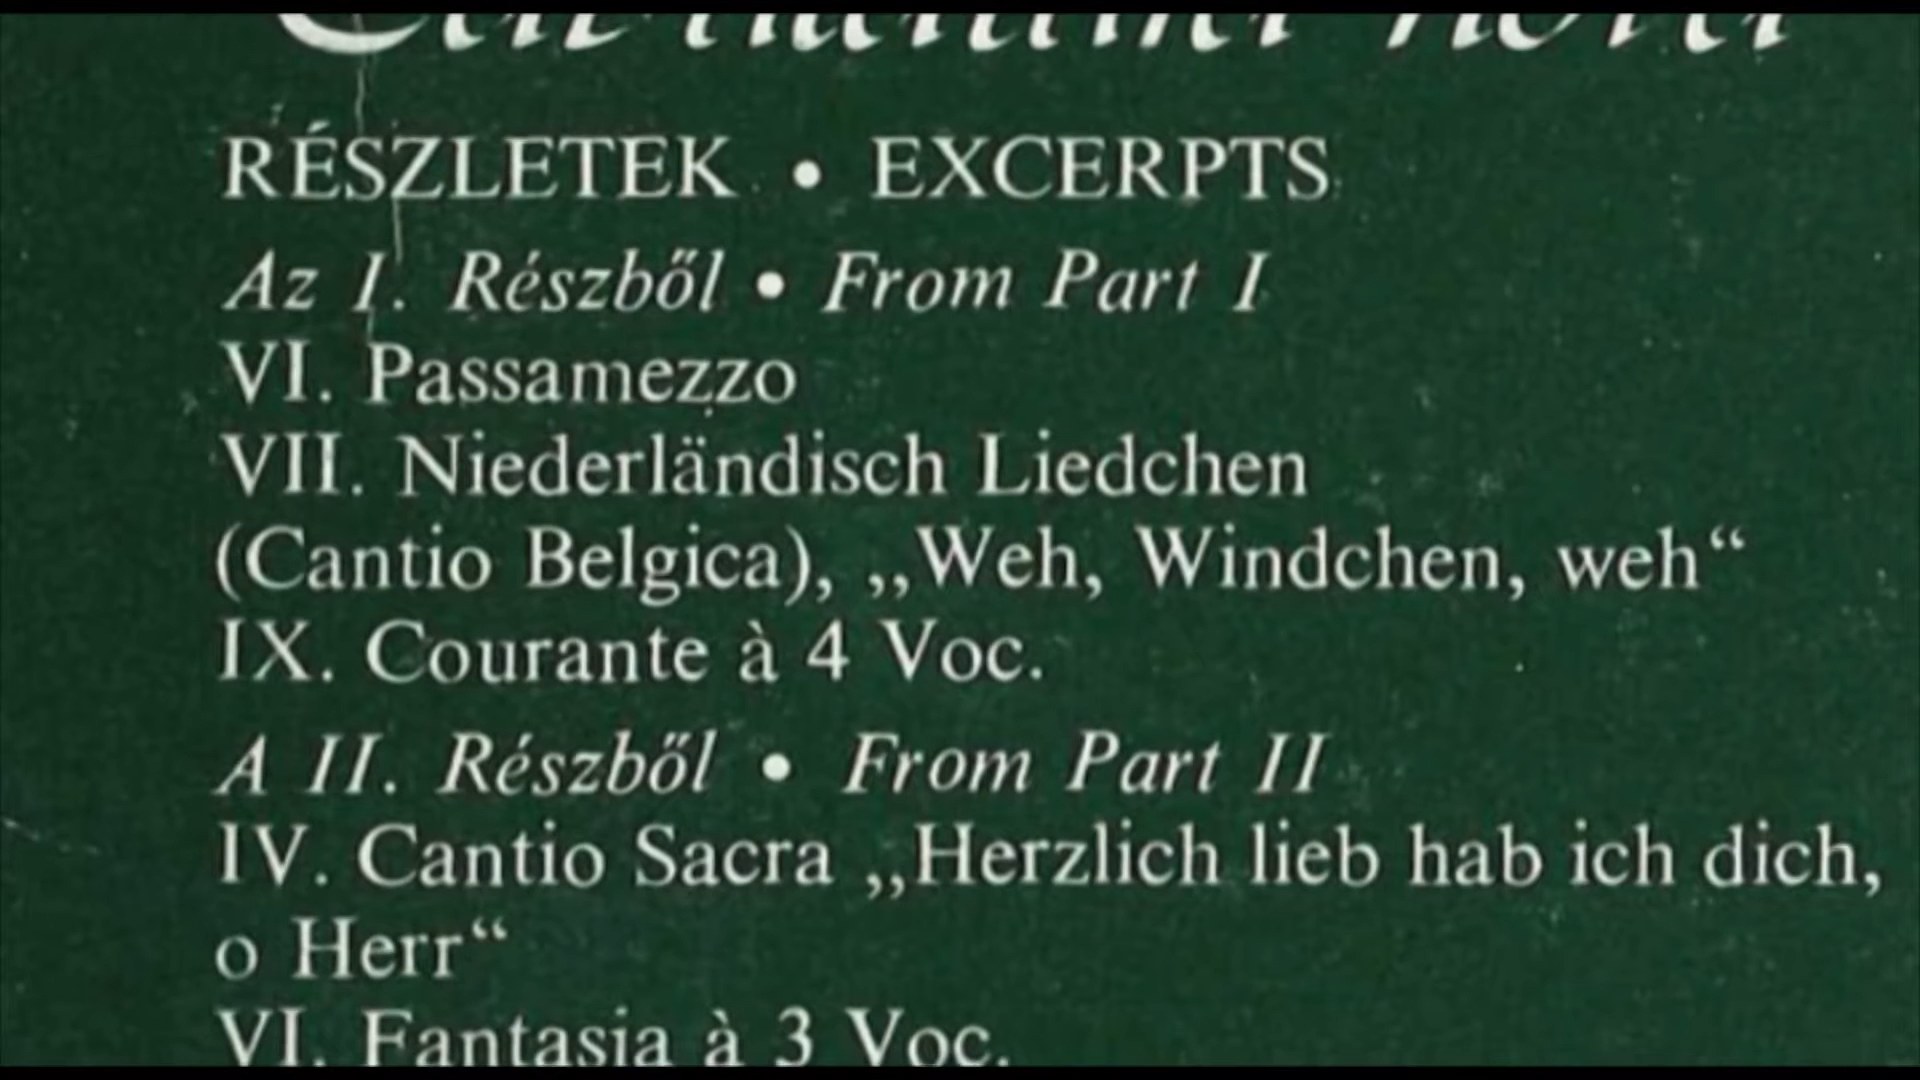 RÉSZLETEK • EXCERPTS
Az I. Részből • From Part I
VI. Passamezzo
VII. Niederländisch Liedchen
(Cantio Belgica), „Weh, Windchen, weh“
IX. Courante à 4 Voc.
A II. Részből • From Part II
IV. Cantio Sacra „Herzlich lieb hab ich dich,
o Herr“
VI. Fantasia à 3 Voc.